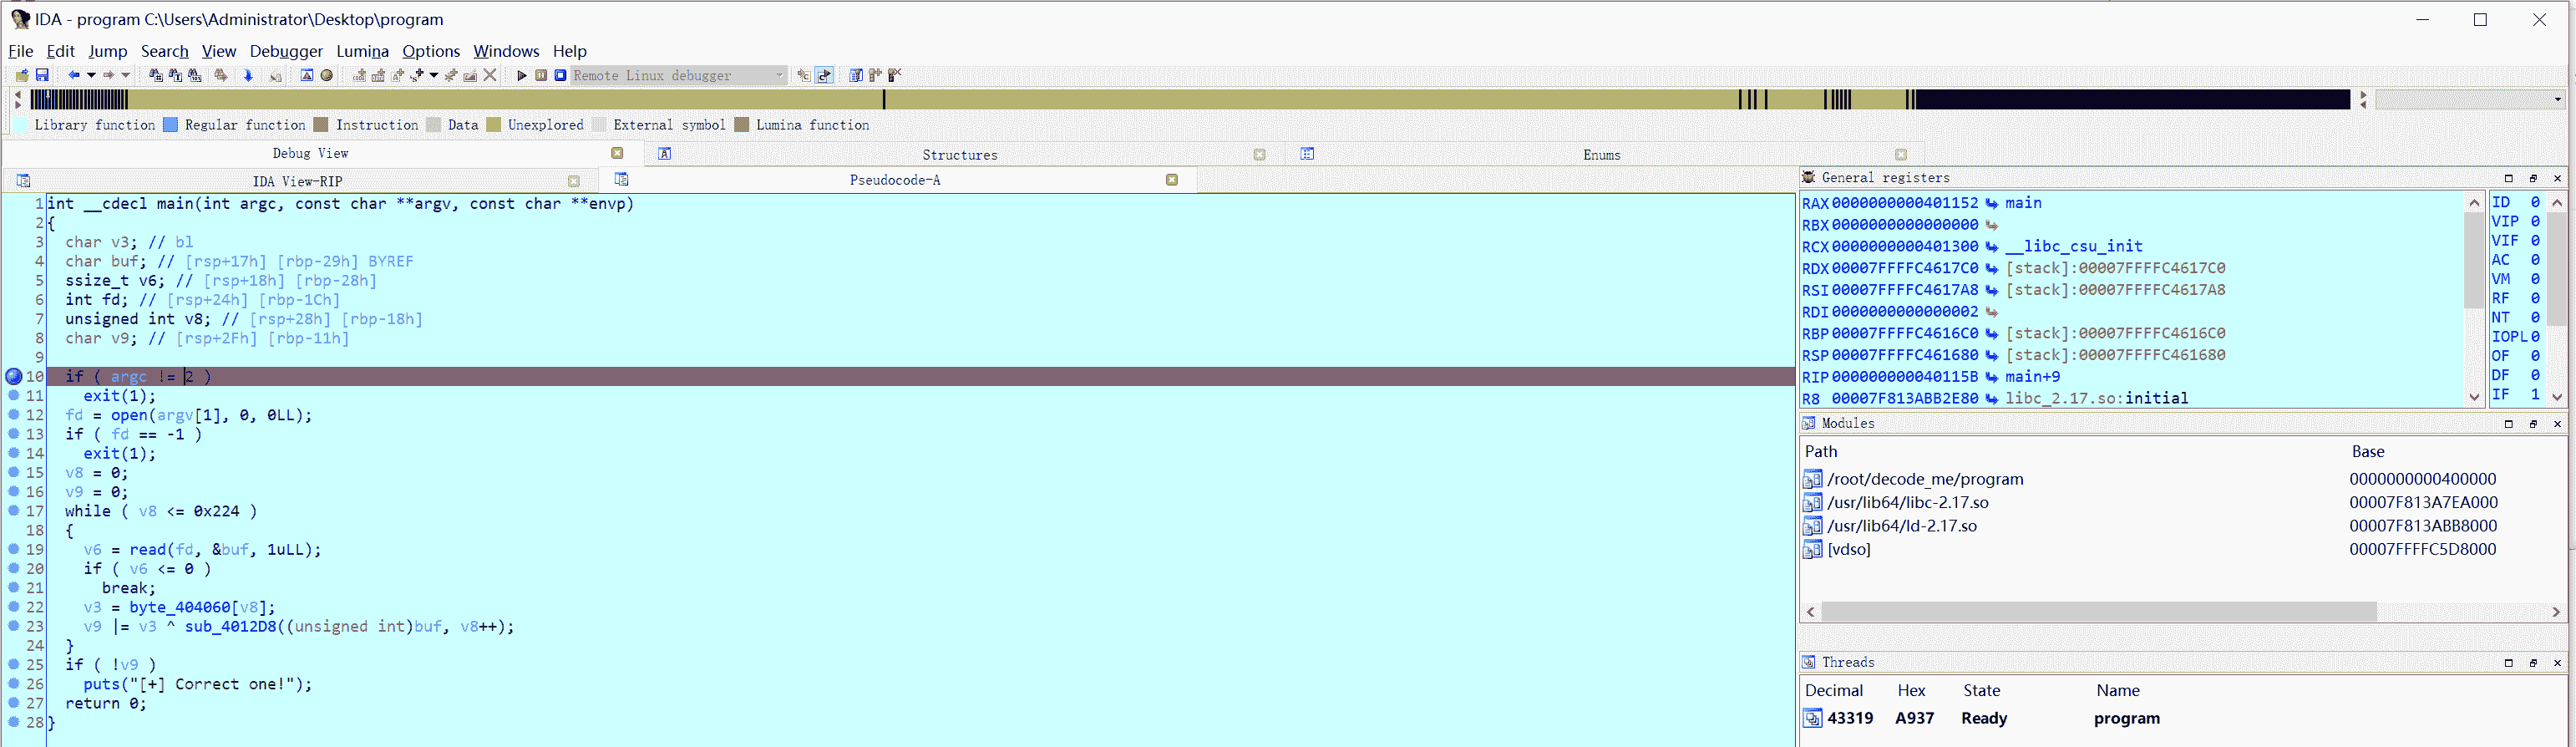 IDA - program C:\Users\Administrator\Desktop\program
File Edit Jump Search View Debugger Lumina Options Windows Help
Remote Linux debugger
Library function Regular function Instruction Data Unexplored External symbol Lumina function
Debug View Structures Enums
IDA View-RIP Pseudocode-A
1 int __cdecl main(int argc, const char **argv, const char **envp)
2 {
3 char v3; // bl
4 char buf; // [rsp+17h] [rbp-29h] BYREF
5 ssize_t v6; // [rsp+18h] [rbp-28h]
6 int fd; // [rsp+24h] [rbp-1Ch]
7 unsigned int v8; // [rsp+28h] [rbp-18h]
8 char v9; // [rsp+2Fh] [rbp-11h]
9
10 if ( argc != 2 )
11 exit(1);
12 fd = open(argv[1], 0, 0LL);
13 if ( fd == -1 )
14 exit(1);
15 v8 = 0;
16 v9 = 0;
17 while ( v8 <= 0x224 )
18 {
19 v6 = read(fd, &buf, 1uLL);
20 if ( v6 <= 0 )
21 break;
22 v3 = byte_404060[v8];
23 v9 |= v3 ^ sub_4012D8((unsigned int)buf, v8++);
24 }
25 if ( !v9 )
26 puts("[+] Correct one!");
27 return 0;
28 }
General registers
RAX 0000000000401152 main
RBX 0000000000000000
RCX 0000000000401300 __libc_csu_init
RDX 00007FFFFC4617C0 [stack]:00007FFFFC4617C0
RSI 00007FFFFC4617A8 [stack]:00007FFFFC4617A8
RDI 0000000000000002
RBP 00007FFFFC4616C0 [stack]:00007FFFFC4616C0
RSP 00007FFFFC461680 [stack]:00007FFFFC461680
RIP 000000000040115B main+9
R8 00007F813ABB2E80 libc_2.17.so:initial
ID 0
VIP 0
VIF 0
AC 0
VM 0
RF 0
NT 0
IOPL 0
OF 0
DF 0
IF 1
Modules
Path Base
/root/decode_me/program 0000000000400000
/usr/lib64/libc-2.17.so 00007F813A7EA000
/usr/lib64/ld-2.17.so 00007F813ABB8000
[vdso] 00007FFFFC5D8000
Threads
Decimal Hex State Name
43319 A937 Ready program